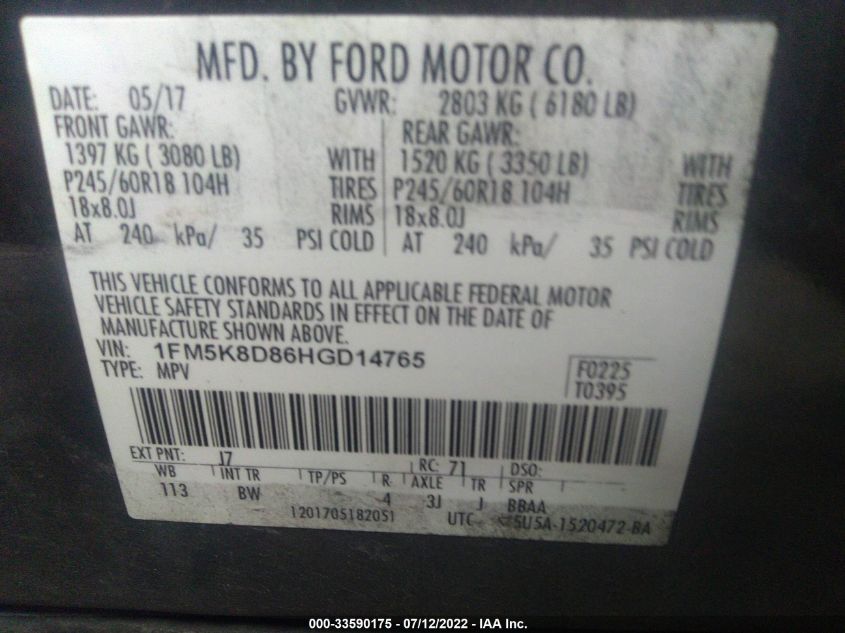 MFD. BY FORD MOTOR CO.
DATE: 05/17 GVWR: 2803 KG ( 6180 LB)
FRONT GAWR: REAR GAWR:
1397 KG ( 3080 LB) WITH 1520 KG ( 3350 LB) WITH
P245/60R18 104H TIRES P245/60R18 104H TIRES
18x8.0J RIMS 18x8.0J RIMS
AT 240 kPa/ 35 PSI COLD AT 240 kPa/ 35 PSI COLD
THIS VEHICLE CONFORMS TO ALL APPLICABLE FEDERAL MOTOR
VEHICLE SAFETY STANDARDS IN EFFECT ON THE DATE OF
MANUFACTURE SHOWN ABOVE.
VIN: 1FM5K8D86HGD14765
TYPE: MPV
F0225
T0395
EXT PNT: J7 RC: 71 DSO:
WB INT TR TP/PS R AXLE TR SPR
113 BW 4 3J J BBAA
1201705182051 UTC 5U5A-1520472-BA
000-33590175 - 07/12/2022 - IAA Inc.